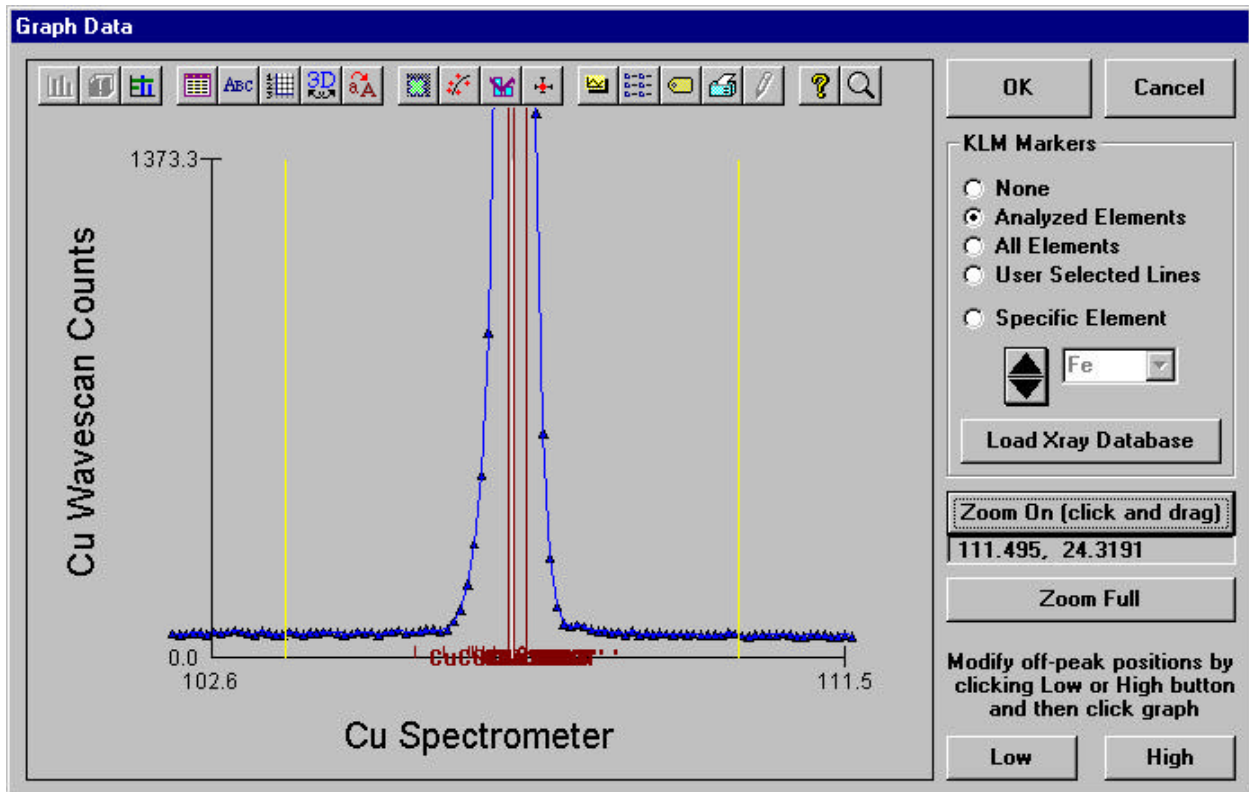 Graph Data
ABC
3D
aA
?
1373.3
0.0
102.6
111.5
Cu Wavescan Counts
Cu Spectrometer
OK
Cancel
KLM Markers
None
Analyzed Elements
All Elements
User Selected Lines
Specific Element
Fe
Load Xray Database
Zoom On (click and drag)
111.495, 24.3191
Zoom Full
Modify off-peak positions by
clicking Low or High button
and then click graph
Low
High